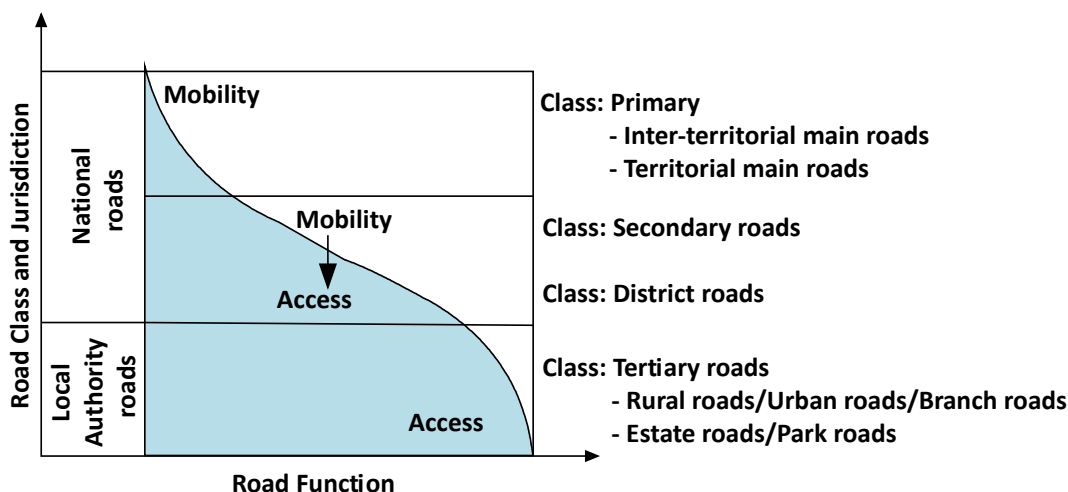 Road Class and Jurisdiction
National
roads
Local
Authority
roads
Mobility
Mobility
Access
Access
Class: Primary
- Inter-territorial main roads
- Territorial main roads
Class: Secondary roads
Class: District roads
Class: Tertiary roads
- Rural roads/Urban roads/Branch roads
- Estate roads/Park roads
Road Function